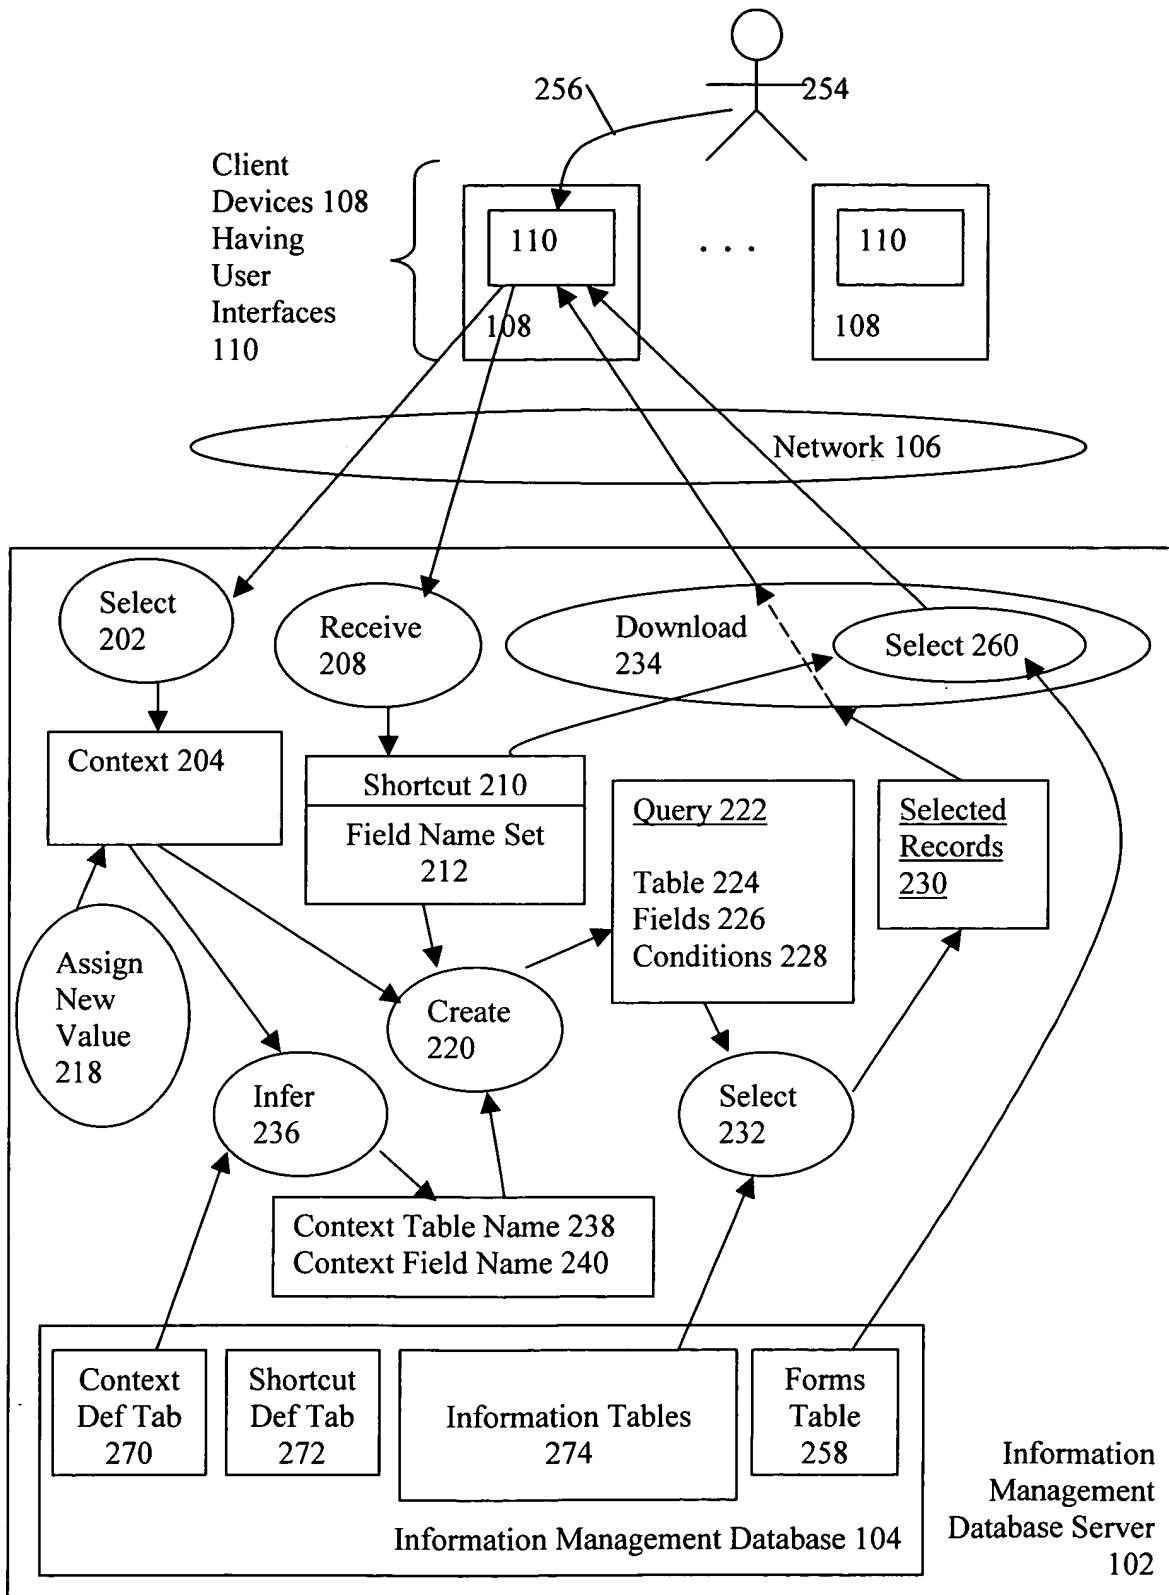 256
254
Client
Devices 108
Having
User
Interfaces
110
110
108
. . .
110
108
Network 106
Select
202
Receive
208
Download
234
Select 260
Context 204
Shortcut 210
Field Name Set
212
Query 222
Table 224
Fields 226
Conditions 228
Selected
Records
230
Assign
New
Value
218
Create
220
Infer
236
Select
232
Context Table Name 238
Context Field Name 240
Context
Def Tab
270
Shortcut
Def Tab
272
Information Tables
274
Forms
Table
258
Information Management Database 104
Information
Management
Database Server
102